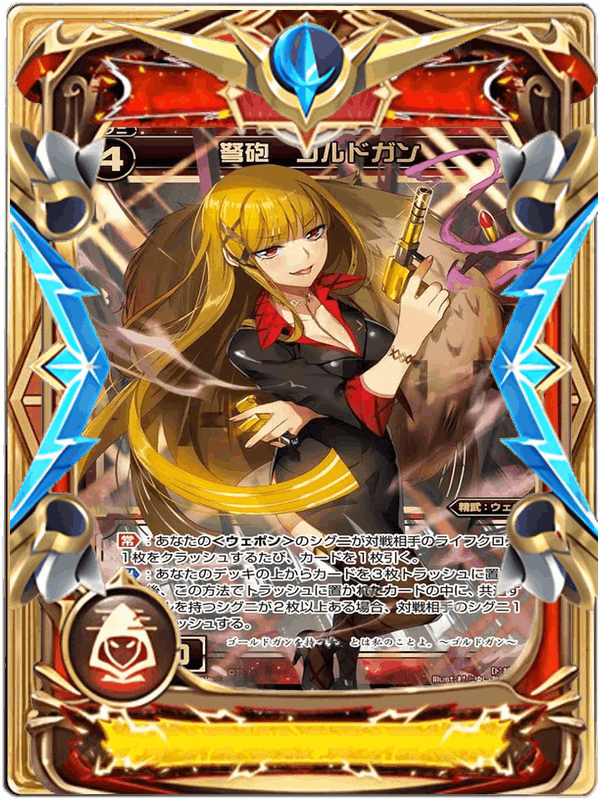 4
弩砲　ゴルドガン
精武：ウェ
常：あなたの<ウェポン>のシグニが対戦相手のライフクロ
1枚をクラッシュするたび、カードを1枚引く。
：あなたのデッキの上からカードを3枚トラッシュに置
この方法でトラッシュに置かれたカードの中に、共通
を持つシグニが2枚以上ある場合、対戦相手のシグニ1
ッシュする。
ゴールドガンを持つ とは私のことよ。～ゴルドガン～
Illust.